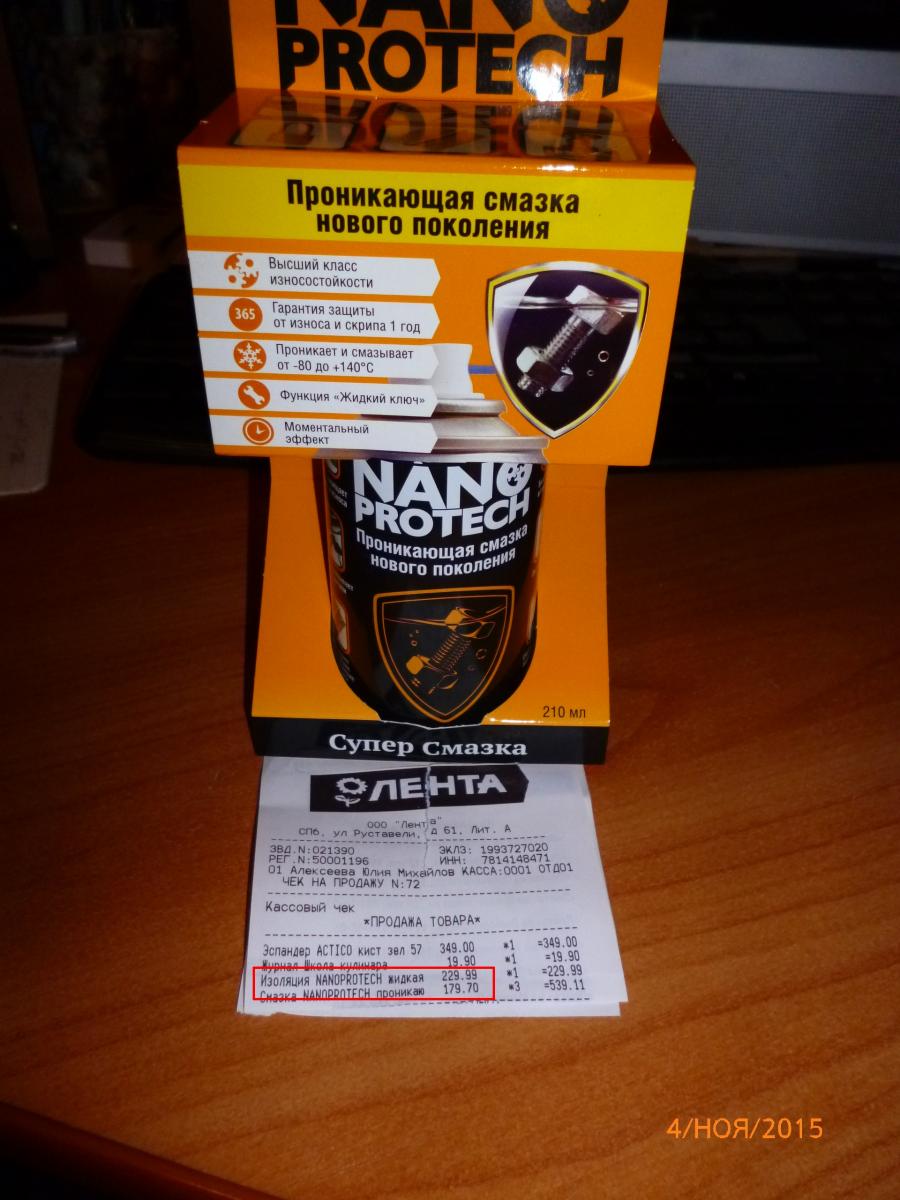 NANO
PROTECH
Проникающая смазка
нового поколения
Высший класс
износостойкости
365
Гарантия защиты
от износа и скрипа 1 год
Проникает и смазывает
от -80 до +140°C
Функция «Жидкий ключ»
Моментальный
эффект
NANO
PROTECH
Проникающая смазка
нового поколения
210 мл
Супер Смазка
ЛЕНТА
ООО "Лента"
СПб, ул Руставели, д 61, Лит. А
ЗВД.N:021390 ЭКЛЗ: 1993727020
РЕГ.N:50001196 ИНН: 7814148471
01 Алексеева Юлия Михайлов КАССА:0001 ОТД01
ЧЕК НА ПРОДАЖУ N:72
Кассовый чек
*ПРОДАЖА ТОВАРА*
Эспандер ACTICO кист зел 57 349.00 *1 =349.00
Журнал Школа кулинара 19.90 *1 =19.90
Изоляция NANOPROTECH жидкая 229.99 *1 =229.99
Смазка NANOPROTECH проникаю 179.70 *3 =539.11
4/НОЯ/2015